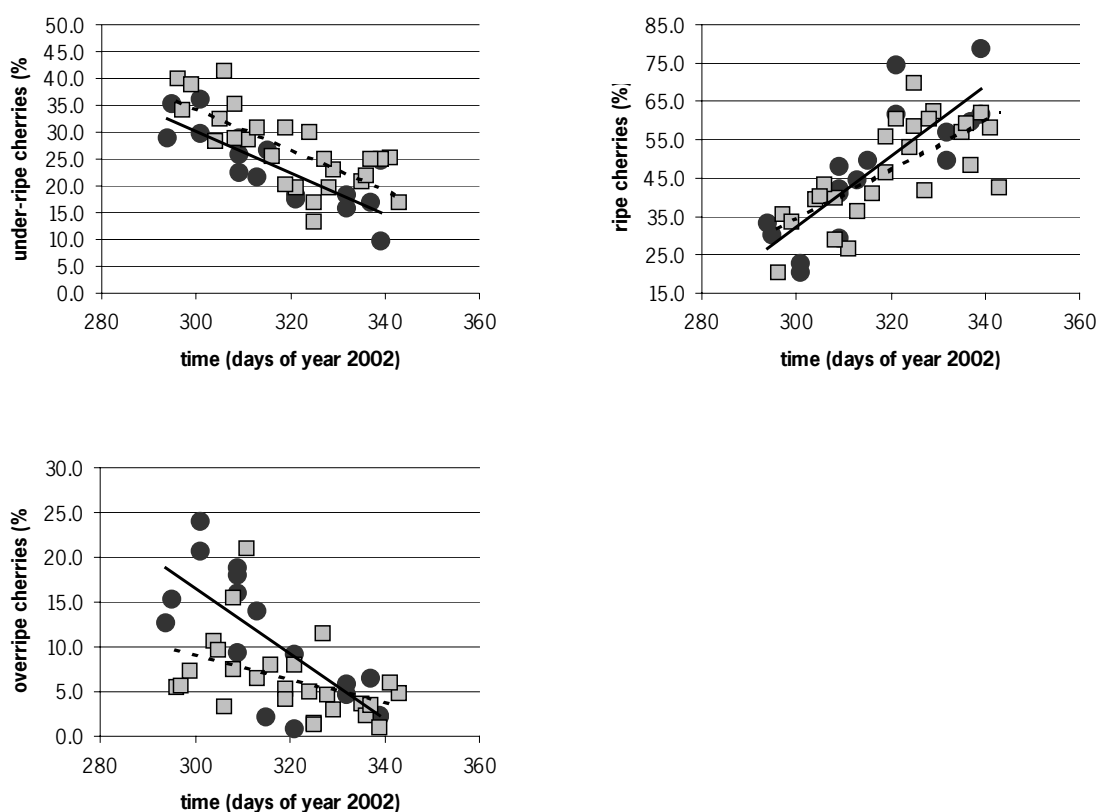 50.0
45.0
40.0
35.0
30.0
25.0
20.0
15.0
10.0
5.0
0.0
under-ripe cherrries (%
280 300 320 340 360
time (days of year 2002)
85.0
75.0
65.0
55.0
45.0
35.0
25.0
15.0
ripe cherries (%)
280 300 320 340 360
time (days of year 2002)
30.0
25.0
20.0
15.0
10.0
5.0
0.0
overripe cherries (%
280 300 320 340 360
time (days of year 2002)